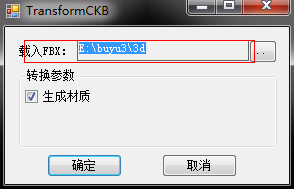 TransformCKB
载入FBX: E:\buyu3\3d ...
转换参数
生成材质
确定 取消